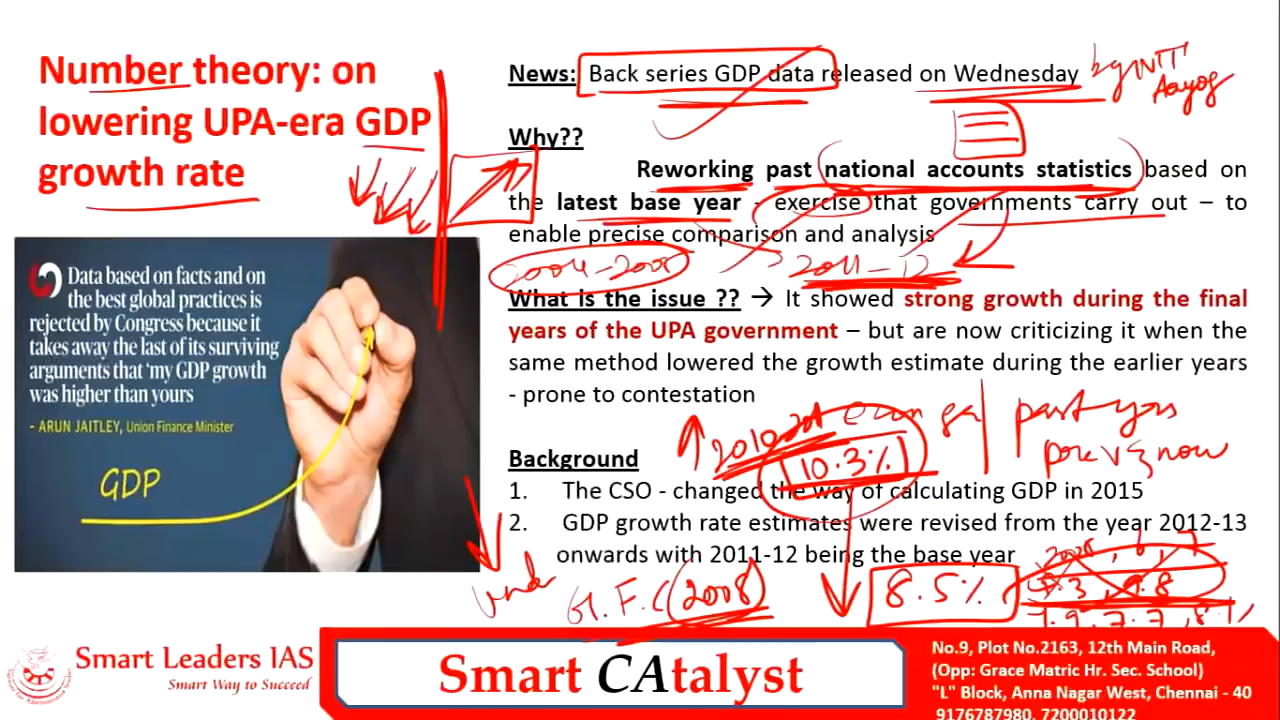 Number theory: on
lowering UPA-era GDP
growth rate
Data based on facts and on
the best global practices is
rejected by Congress because it
takes away the last of its surviving
arguments that 'my GDP growth
was higher than yours
- ARUN JAITLEY, Union Finance Minister
GDP
News: Back series GDP data released on Wednesday
by NITI
Aayog
Why??
Reworking past national accounts statistics based on
the latest base year - exercise that governments carry out – to
enable precise comparison and analysis
2011-12
What is the issue ?? → It showed strong growth during the final
years of the UPA government – but are now criticizing it when the
same method lowered the growth estimate during the earlier years
- prone to contestation
past
now
10.3%
Background
1. The CSO - changed the way of calculating GDP in 2015
2. GDP growth rate estimates were revised from the year 2012-13
onwards with 2011-12 being the base year
under
G.F.C (2008)
8.5%
Smart Leaders IAS
Smart Way to Succeed
Smart CAtalyst
No.9, Plot No.2163, 12th Main Road,
(Opp: Grace Matric Hr. Sec. School)
"L" Block, Anna Nagar West, Chennai - 40
9176787980, 7200010122